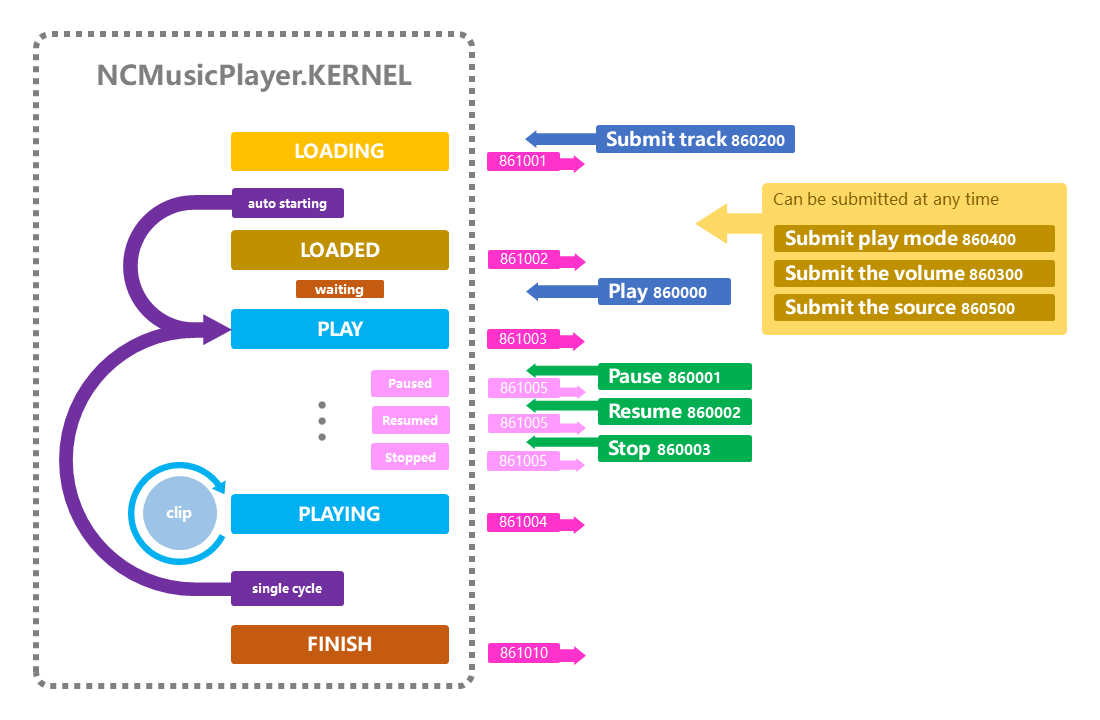 NCMusicPlayer.KERNEL
LOADING
Submit track 860200
861001
auto starting
Can be submitted at any time
Submit play mode 860400
Submit the volume 860300
Submit the source 860500
LOADED
861002
waiting
Play 860000
PLAY
861003
Pause 860001
Paused
861005
Resume 860002
Resumed
861005
Stop 860003
Stopped
861005
clip
PLAYING
861004
single cycle
FINISH
861010